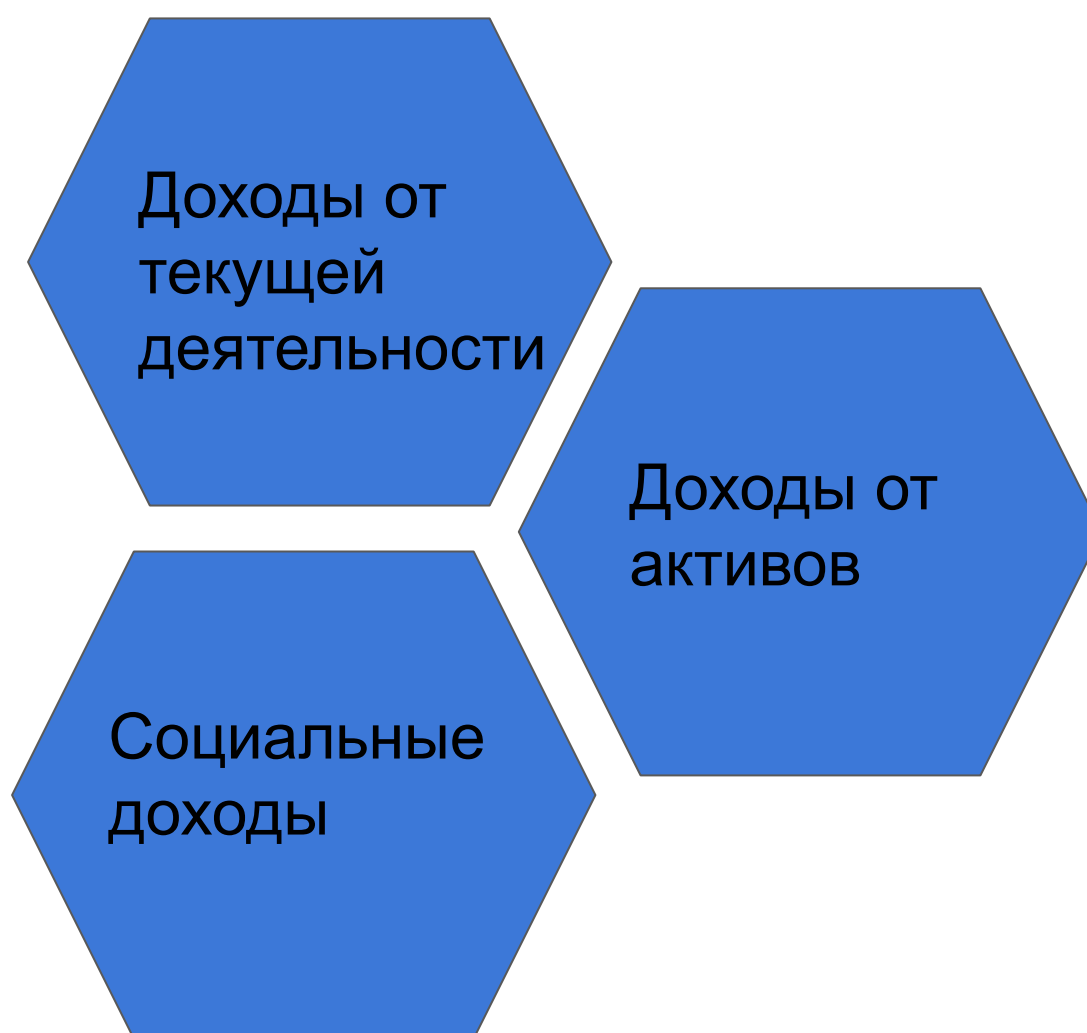 Доходы от
текущей
деятельности
Доходы от
активов
Социальные
доходы